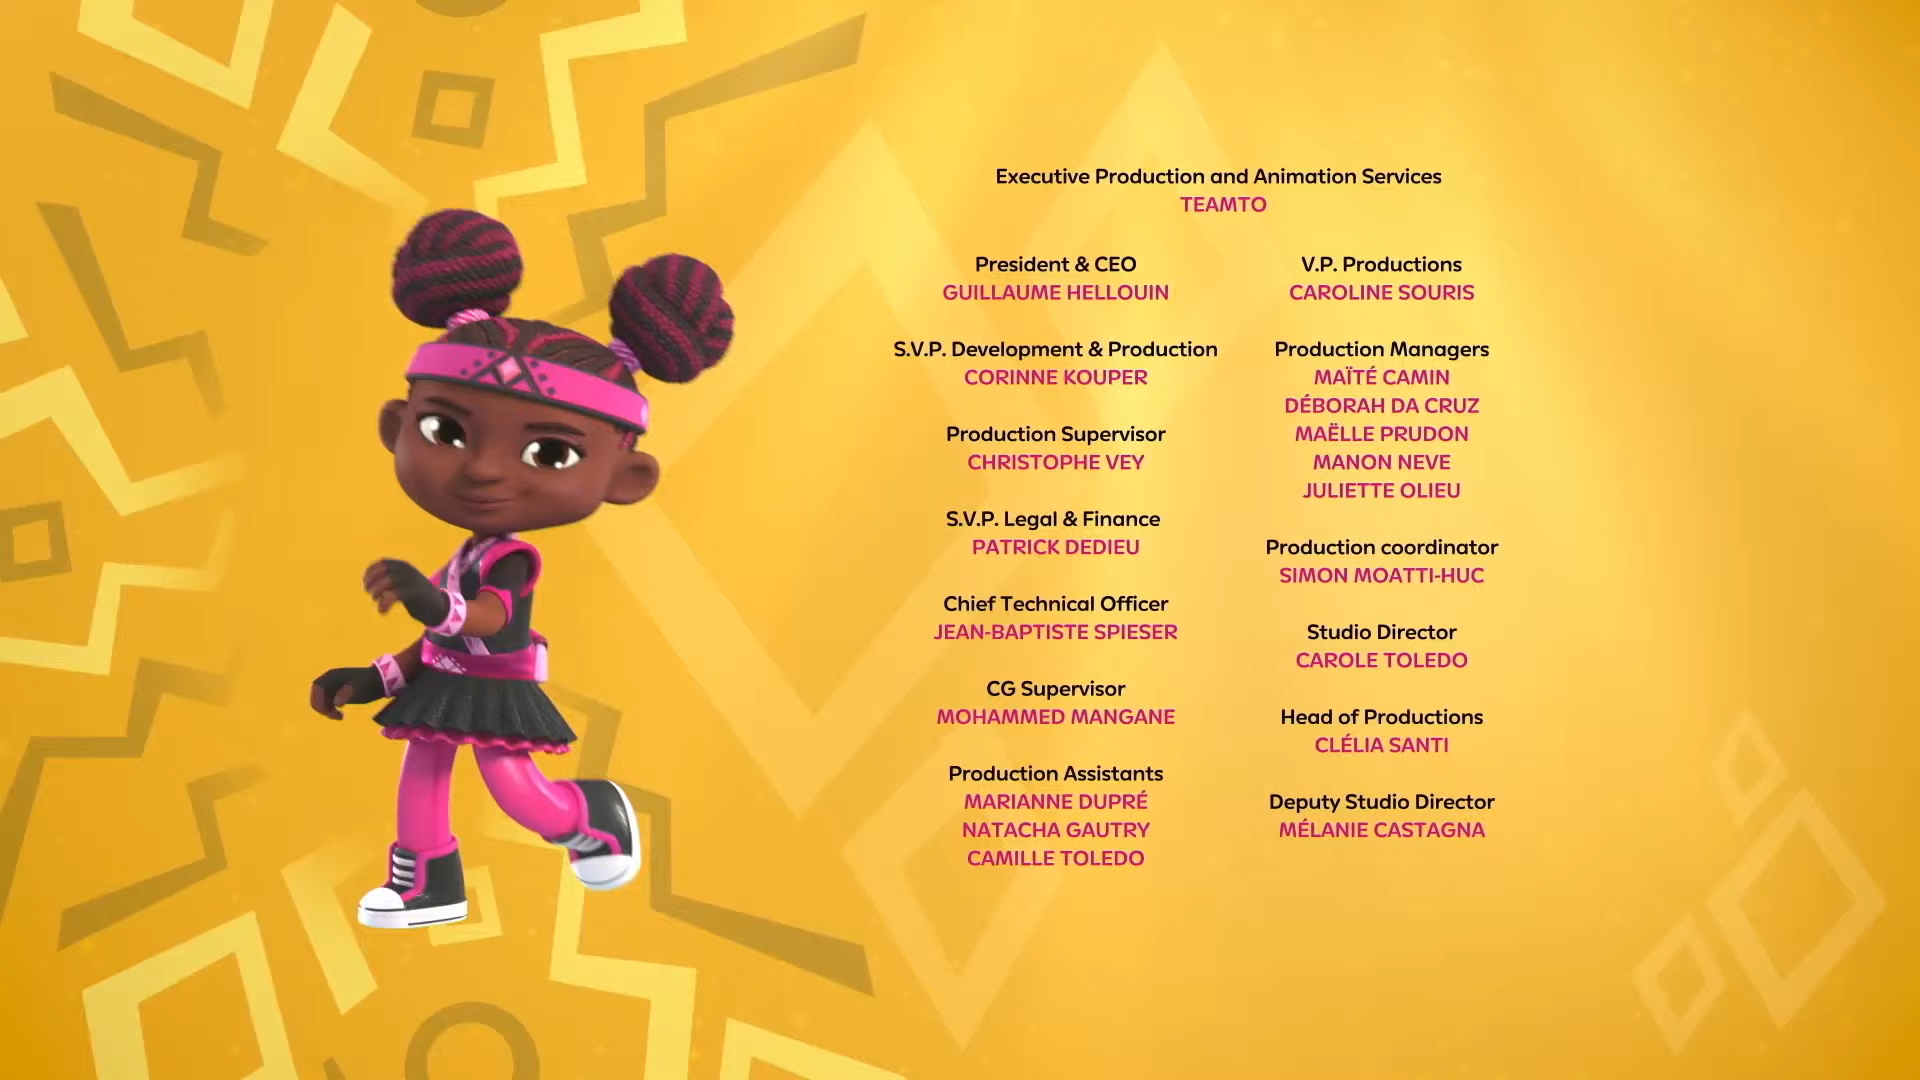 Executive Production and Animation Services
TEAMTO
President & CEO
GUILLAUME HELLOUIN
S.V.P. Development & Production
CORINNE KOUPER
Production Supervisor
CHRISTOPHE VEY
S.V.P. Legal & Finance
PATRICK DEDIEU
Chief Technical Officer
JEAN-BAPTISTE SPIESER
CG Supervisor
MOHAMMED MANGANE
Production Assistants
MARIANNE DUPRÉ
NATACHA GAUTRY
CAMILLE TOLEDO
V.P. Productions
CAROLINE SOURIS
Production Managers
MAÏTÉ CAMIN
DÉBORAH DA CRUZ
MAËLLE PRUDON
MANON NEVE
JULIETTE OLIEU
Production coordinator
SIMON MOATTI-HUC
Studio Director
CAROLE TOLEDO
Head of Productions
CLÉLIA SANTI
Deputy Studio Director
MÉLANIE CASTAGNA